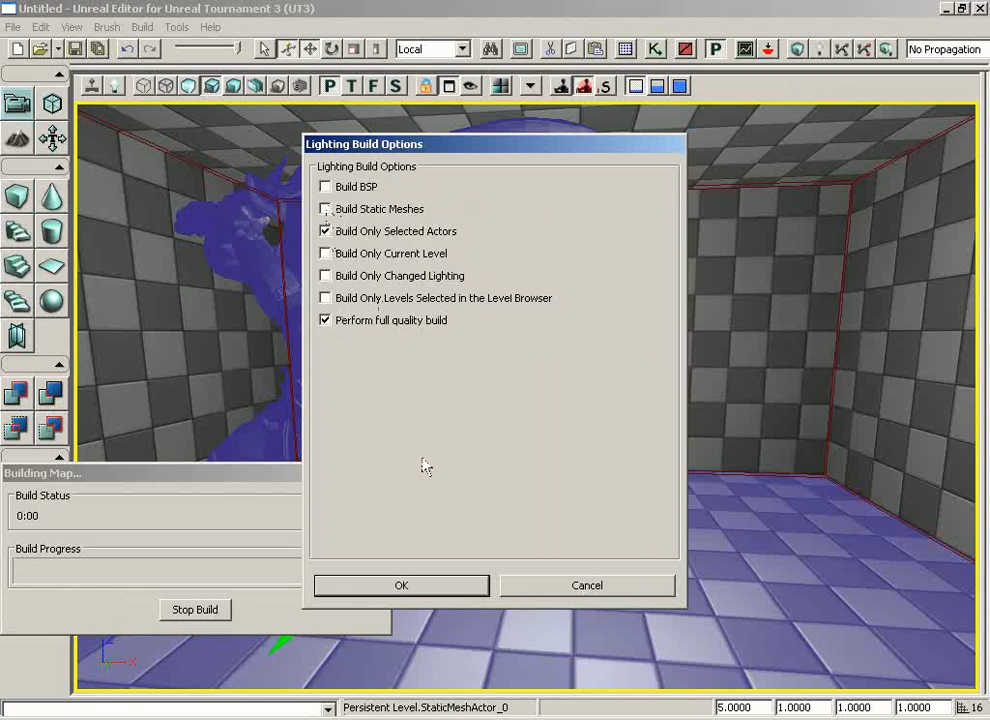 Untitled - Unreal Editor for Unreal Tournament 3 (UT3)
File Edit View Brush Build Tools Help
Local
No Propagation
P T F S
Lighting Build Options
Lighting Build Options
Build BSP
Build Static Meshes
Build Only Selected Actors
Build Only Current Level
Build Only Changed Lighting
Build Only Levels Selected in the Level Browser
Perform full quality build
OK Cancel
Building Map...
Build Status
0:00
Build Progress
Stop Build
Persistent Level.StaticMeshActor_0 5.0000 1.0000 1.0000 1.0000 16